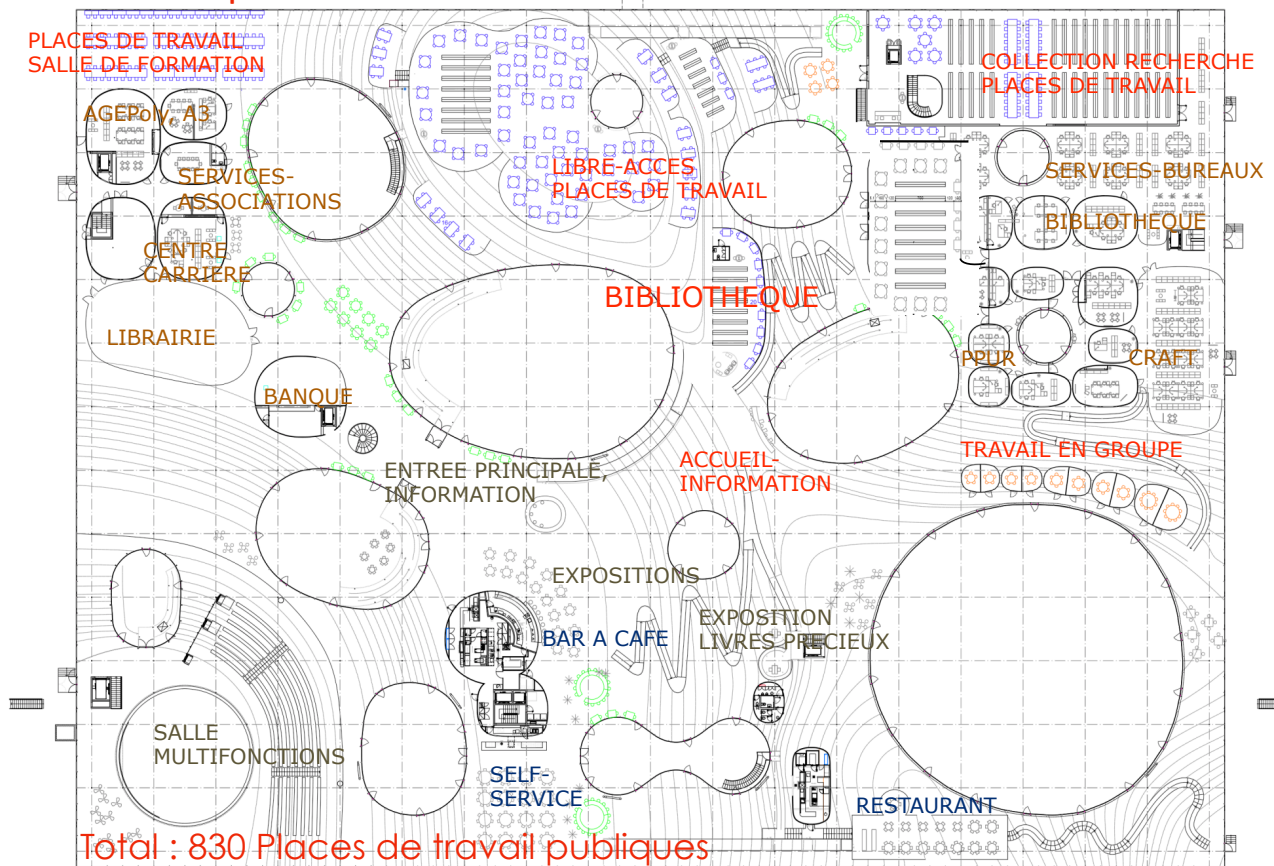 PLACES DE TRAVAIL
SALLE DE FORMATION
COLLECTION RECHERCHE
PLACES DE TRAVAIL
AGEPoly, A3
SERVICES-
ASSOCIATIONS
LIBRE-ACCES
PLACES DE TRAVAIL
SERVICES-BUREAUX
BIBLIOTHEQUE
CENTRE
CARRIERE
BIBLIOTHEQUE
LIBRAIRIE
PPUR
CRAFT
BANQUE
ENTREE PRINCIPALE,
INFORMATION
ACCUEIL-
INFORMATION
TRAVAIL EN GROUPE
EXPOSITIONS
EXPOSITION
LIVRES PRECIEUX
BAR A CAFE
SALLE
MULTIFONCTIONS
SELF-
SERVICE
RESTAURANT
Total : 830 Places de travail publiques